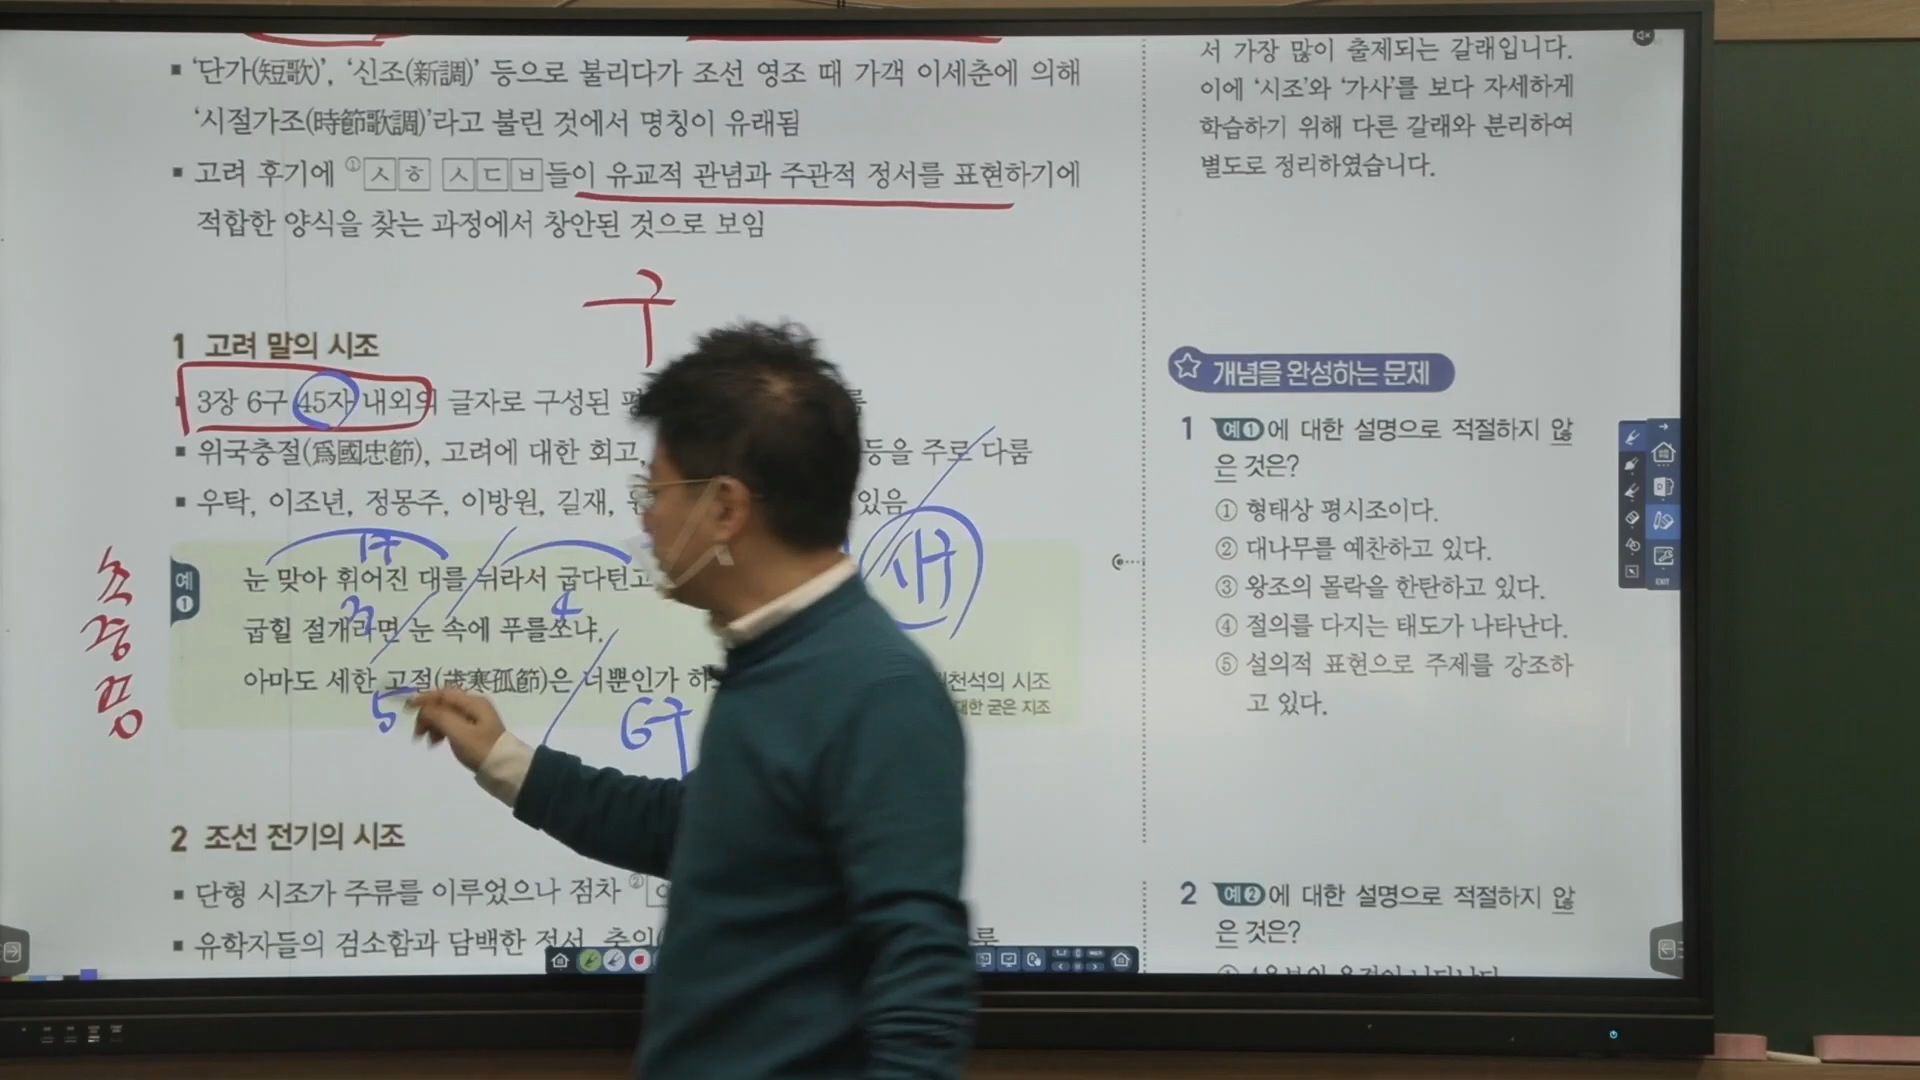 ‘단가(短歌)’, ‘신조(新調)’ 등으로 불리다가 조선 영조 때 가객 이세춘에 의해
‘시절가조(時節歌調)’라고 불린 것에서 명칭이 유래됨
고려 후기에 ①ㅅㅎ ㅅㄷㅂ들이 유교적 관념과 주관적 정서를 표현하기에
적합한 양식을 찾는 과정에서 창안된 것으로 보임
구
1 고려 말의 시조
3장 6구 45자 내외의 글자로 구성된
위국충절(爲國忠節), 고려에 대한 회고, 등을 주로 다룸
우탁, 이조년, 정몽주, 이방원, 길재, 있음
초
중
종
예1
1구
눈 맞아 휘어진 대를 뉘라서 굽다턴고
3 4
굽힐 절개라면 눈 속에 푸를쏘냐.
아마도 세한 고절(歲寒孤節)은 너뿐인가
천석의 시조
대한 굳은 지조
5 6구
2 조선 전기의 시조
단형 시조가 주류를 이루었으나 점차 ②
유학자들의 검소함과 담백한 정서,
서 가장 많이 출제되는 갈래입니다.
이에 ‘시조’와 ‘가사’를 보다 자세하게
학습하기 위해 다른 갈래와 분리하여
별도로 정리하였습니다.
개념을 완성하는 문제
1 예1에 대한 설명으로 적절하지 않
은 것은?
① 형태상 평시조이다.
② 대나무를 예찬하고 있다.
③ 왕조의 몰락을 한탄하고 있다.
④ 절의를 다지는 태도가 나타난다.
⑤ 설의적 표현으로 주제를 강조하
고 있다.
2 예2에 대한 설명으로 적절하지 않
은 것은?
EXIT